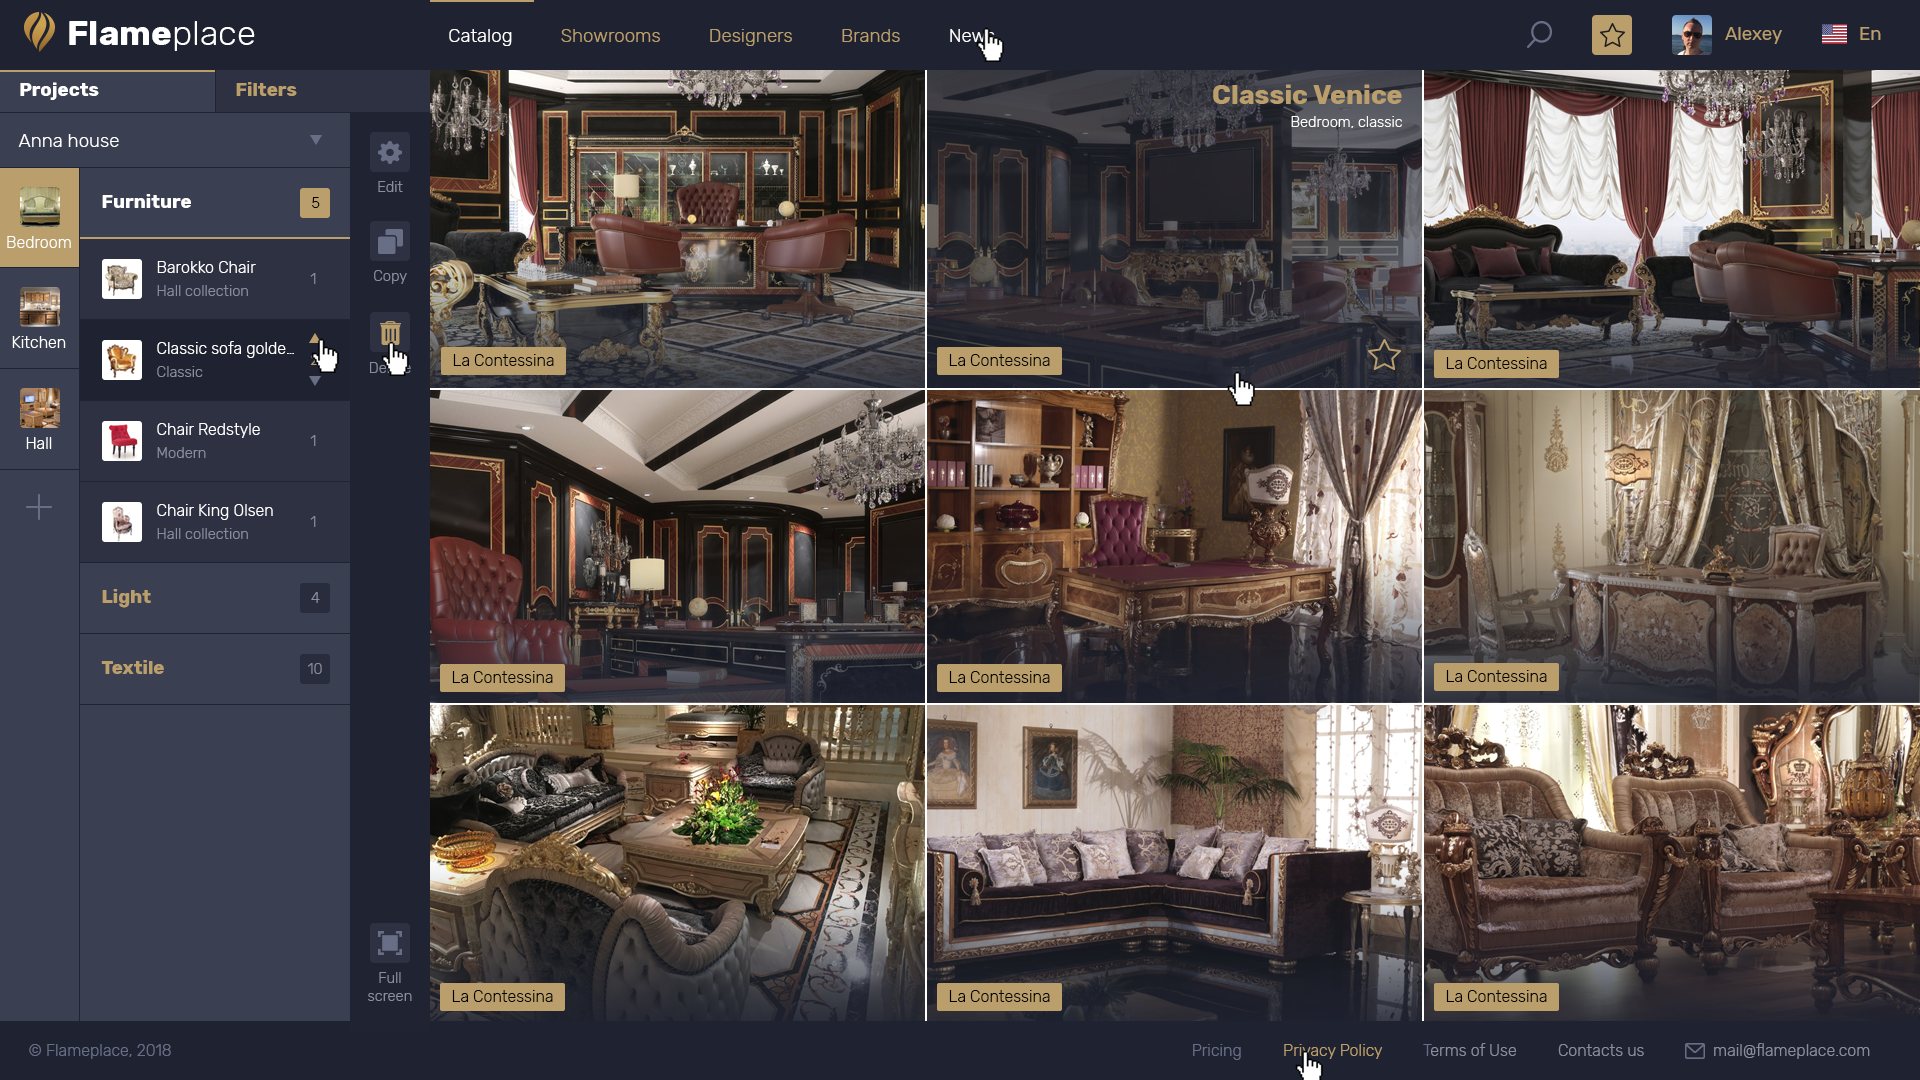 Flameplace
Catalog
Showrooms
Designers
Brands
News
Alexey
En
Projects
Filters
Anna house
Bedroom
Kitchen
Hall
Furniture
5
Barokko Chair
Hall collection
1
Classic sofa golde...
Classic
Chair Redstyle
Modern
1
Chair King Olsen
Hall collection
1
Light
4
Textile
10
Edit
Copy
Delete
Full
screen
La Contessina
Classic Venice
Bedroom, classic
La Contessina
La Contessina
La Contessina
La Contessina
La Contessina
La Contessina
La Contessina
La Contessina
© Flameplace, 2018
Pricing
Privacy Policy
Terms of Use
Contacts us
mail@flameplace.com